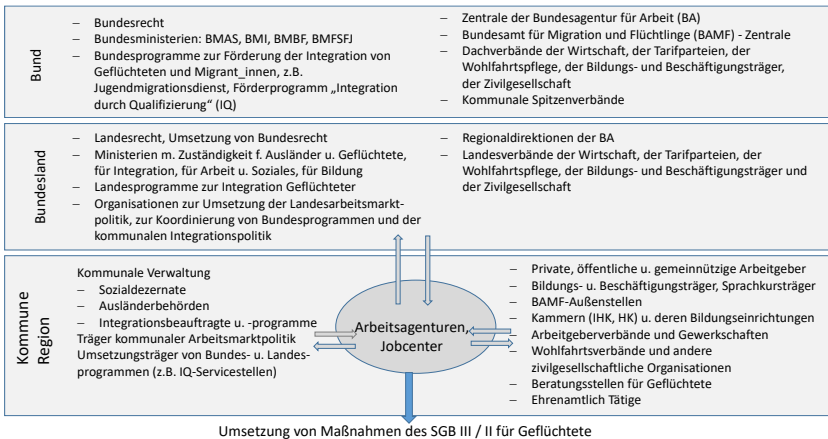 Bund
– Bundesrecht
– Bundesministerien: BMAS, BMI, BMBF, BMFSFJ
– Bundesprogramme zur Förderung der Integration von
Geflüchteten und Migrant_innen, z.B.
Jugendmigrationsdienst, Förderprogramm „Integration
durch Qualifizierung“ (IQ)
– Zentrale der Bundesagentur für Arbeit (BA)
– Bundesamt für Migration und Flüchtlinge (BAMF) - Zentrale
– Dachverbände der Wirtschaft, der Tarifparteien, der
Wohlfahrtspflege, der Bildungs- und Beschäftigungsträger,
der Zivilgesellschaft
– Kommunale Spitzenverbände
Bundesland
– Landesrecht, Umsetzung von Bundesrecht
– Ministerien m. Zuständigkeit f. Ausländer u. Geflüchtete,
für Integration, für Arbeit u. Soziales, für Bildung
– Landesprogramme zur Integration Geflüchteter
– Organisationen zur Umsetzung der Landesarbeitsmarkt-
politik, zur Koordinierung von Bundesprogrammen und der
kommunalen Integrationspolitik
– Regionaldirektionen der BA
– Landesverbände der Wirtschaft, der Tarifparteien, der
Wohlfahrtspflege, der Bildungs- und Beschäftigungsträger und
der Zivilgesellschaft
Kommune
Region
Kommunale Verwaltung
– Sozialdezernate
– Ausländerbehörden
– Integrationsbeauftragte u. -programme
Träger kommunaler Arbeitsmarktpolitik
Umsetzungsträger von Bundes- u. Landes-
programmen (z.B. IQ-Servicestellen)
Arbeitsagenturen,
Jobcenter
– Private, öffentliche u. gemeinnützige Arbeitgeber
– Bildungs- u. Beschäftigungsträger, Sprachkursträger
– BAMF-Außenstellen
– Kammern (IHK, HK) u. deren Bildungseinrichtungen
– Arbeitgeberverbände und Gewerkschaften
– Wohlfahrtsverbände und andere
zivilgesellschaftliche Organisationen
– Beratungsstellen für Geflüchtete
– Ehrenamtlich Tätige
Umsetzung von Maßnahmen des SGB III / II für Geflüchtete